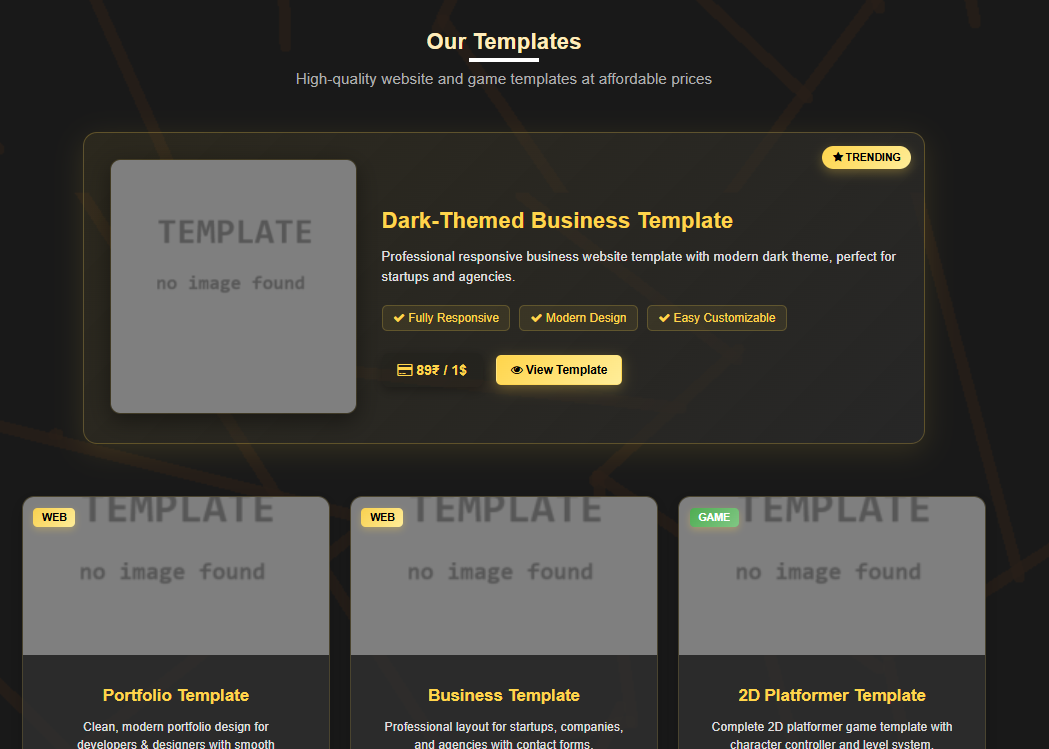 Our Templates
High-quality website and game templates at affordable prices
TRENDING
TEMPLATE
no image found
Dark-Themed Business Template
Professional responsive business website template with modern dark theme, perfect for
startups and agencies.
Fully Responsive
Modern Design
Easy Customizable
89₹ / 1$
View Template
WEB
TEMPLATE
no image found
Portfolio Template
Clean, modern portfolio design for
developers & designers with smooth
WEB
TEMPLATE
no image found
Business Template
Professional layout for startups, companies,
and agencies with contact forms.
GAME
TEMPLATE
no image found
2D Platformer Template
Complete 2D platformer game template with
character controller and level system.